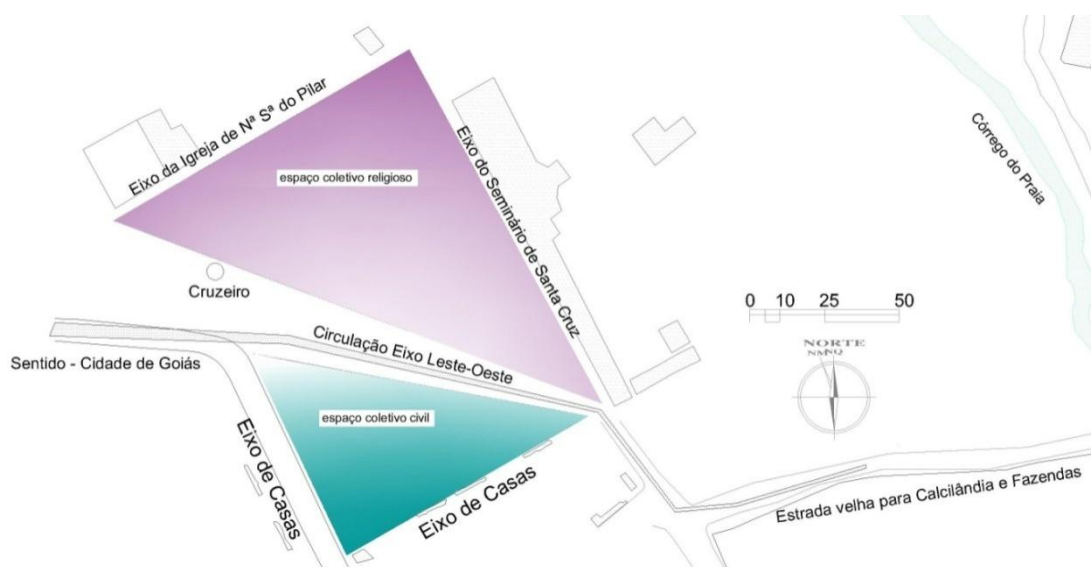 Eixo da Igreja de Nª Sª do Pilar
espaço coletivo religioso
Eixo do Seminário de Santa Cruz
Córrego do Praia
Cruzeiro
0 10 25 50
Circulação Eixo Leste-Oeste
NORTE
NM NQ
Sentido - Cidade de Goiás
espaço coletivo civil
Eixo de Casas
Eixo de Casas
Estrada velha para Calcilândia e Fazendas